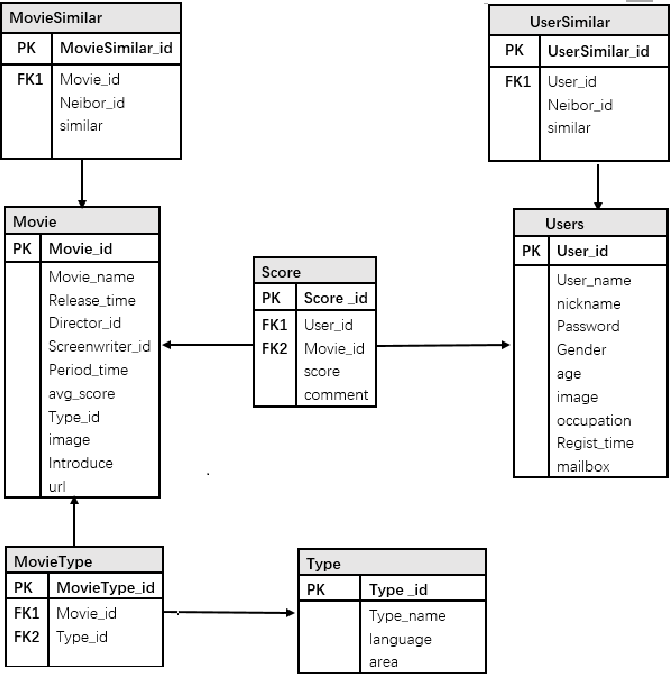 MovieSimilar
PK MovieSimilar_id
FK1 Movie_id
Neibor_id
similar
UserSimilar
PK UserSimilar_id
FK1 User_id
Neibor_id
similar
Movie
PK Movie_id
Movie_name
Release_time
Director_id
Screenwriter_id
Period_time
avg_score
Type_id
image
Introduce
url
Score
PK Score _id
FK1 User_id
FK2 Movie_id
score
comment
Users
PK User_id
User_name
nickname
Password
Gender
age
image
occupation
Regist_time
mailbox
MovieType
PK MovieType_id
FK1 Movie_id
FK2 Type_id
Type
PK Type _id
Type_name
language
area